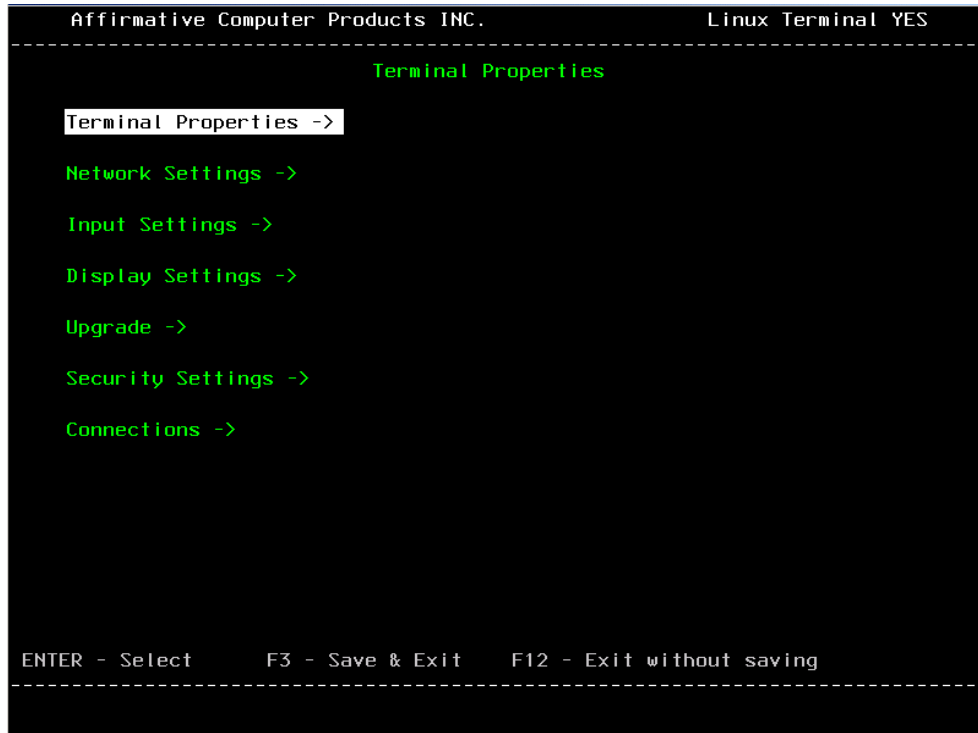 Affirmative Computer Products INC. Linux Terminal YES
Terminal Properties
Terminal Properties ->
Network Settings ->
Input Settings ->
Display Settings ->
Upgrade ->
Security Settings ->
Connections ->
ENTER - Select F3 - Save & Exit F12 - Exit without saving